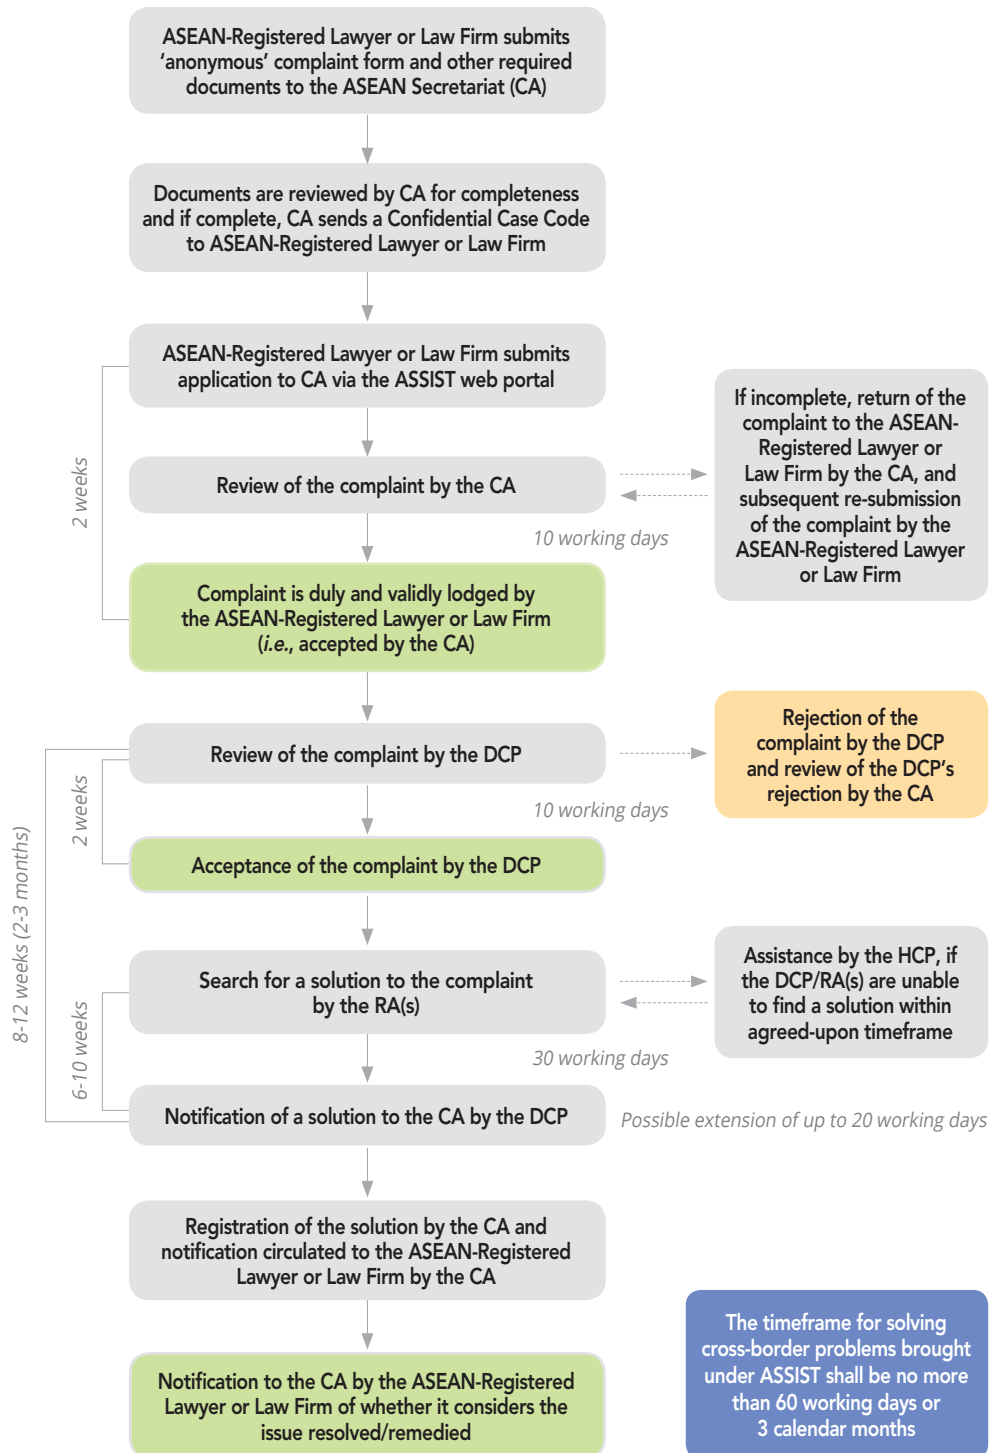 ASEAN-Registered Lawyer or Law Firm submits
‘anonymous’ complaint form and other required
documents to the ASEAN Secretariat (CA)
Documents are reviewed by CA for completeness
and if complete, CA sends a Confidential Case Code
to ASEAN-Registered Lawyer or Law Firm
ASEAN-Registered Lawyer or Law Firm submits
application to CA via the ASSIST web portal
2 weeks
Review of the complaint by the CA
10 working days
If incomplete, return of the
complaint to the ASEAN-
Registered Lawyer or
Law Firm by the CA, and
subsequent re-submission
of the complaint by the
ASEAN-Registered Lawyer
or Law Firm
Complaint is duly and validly lodged by
the ASEAN-Registered Lawyer or Law Firm
(i.e., accepted by the CA)
8-12 weeks (2-3 months)
Review of the complaint by the DCP
2 weeks
10 working days
Rejection of the
complaint by the DCP
and review of the DCP’s
rejection by the CA
Acceptance of the complaint by the DCP
Search for a solution to the complaint
by the RA(s)
6-10 weeks
30 working days
Assistance by the HCP, if
the DCP/RA(s) are unable
to find a solution within
agreed-upon timeframe
Notification of a solution to the CA by the DCP
Possible extension of up to 20 working days
Registration of the solution by the CA and
notification circulated to the ASEAN-Registered
Lawyer or Law Firm by the CA
Notification to the CA by the ASEAN-Registered
Lawyer or Law Firm of whether it considers the
issue resolved/remedied
The timeframe for solving
cross-border problems brought
under ASSIST shall be no more
than 60 working days or
3 calendar months